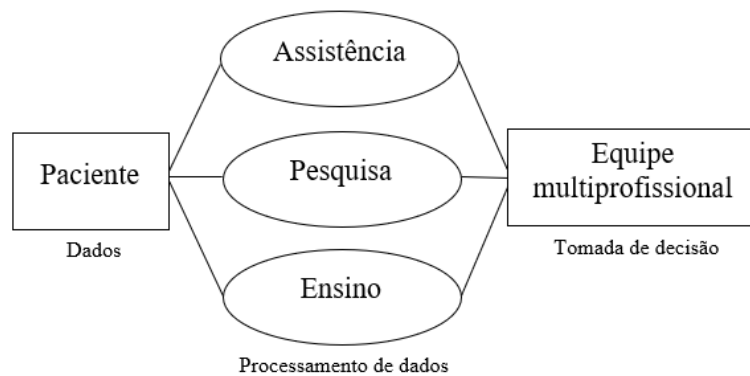 Assistência
Paciente
Dados
Pesquisa
Equipe
multiprofissional
Tomada de decisão
Ensino
Processamento de dados